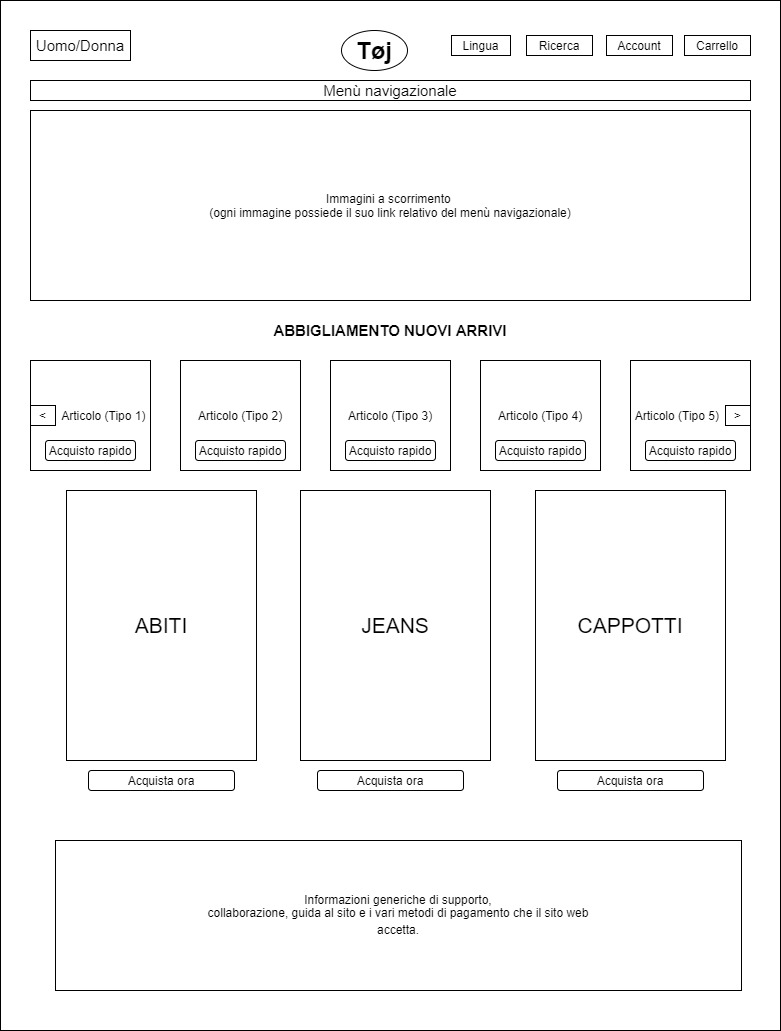 Uomo/Donna
Tøj
Lingua
Ricerca
Account
Carrello
Menù navigazionale
Immagini a scorrimento
(ogni immagine possiede il suo link relativo del menù navigazionale)
ABBIGLIAMENTO NUOVI ARRIVI
<
Articolo (Tipo 1)
Articolo (Tipo 2)
Articolo (Tipo 3)
Articolo (Tipo 4)
Articolo (Tipo 5)
>
Acquisto rapido
Acquisto rapido
Acquisto rapido
Acquisto rapido
Acquisto rapido
ABITI
JEANS
CAPPOTTI
Acquista ora
Acquista ora
Acquista ora
Informazioni generiche di supporto,
collaborazione, guida al sito e i vari metodi di pagamento che il sito web
accetta.